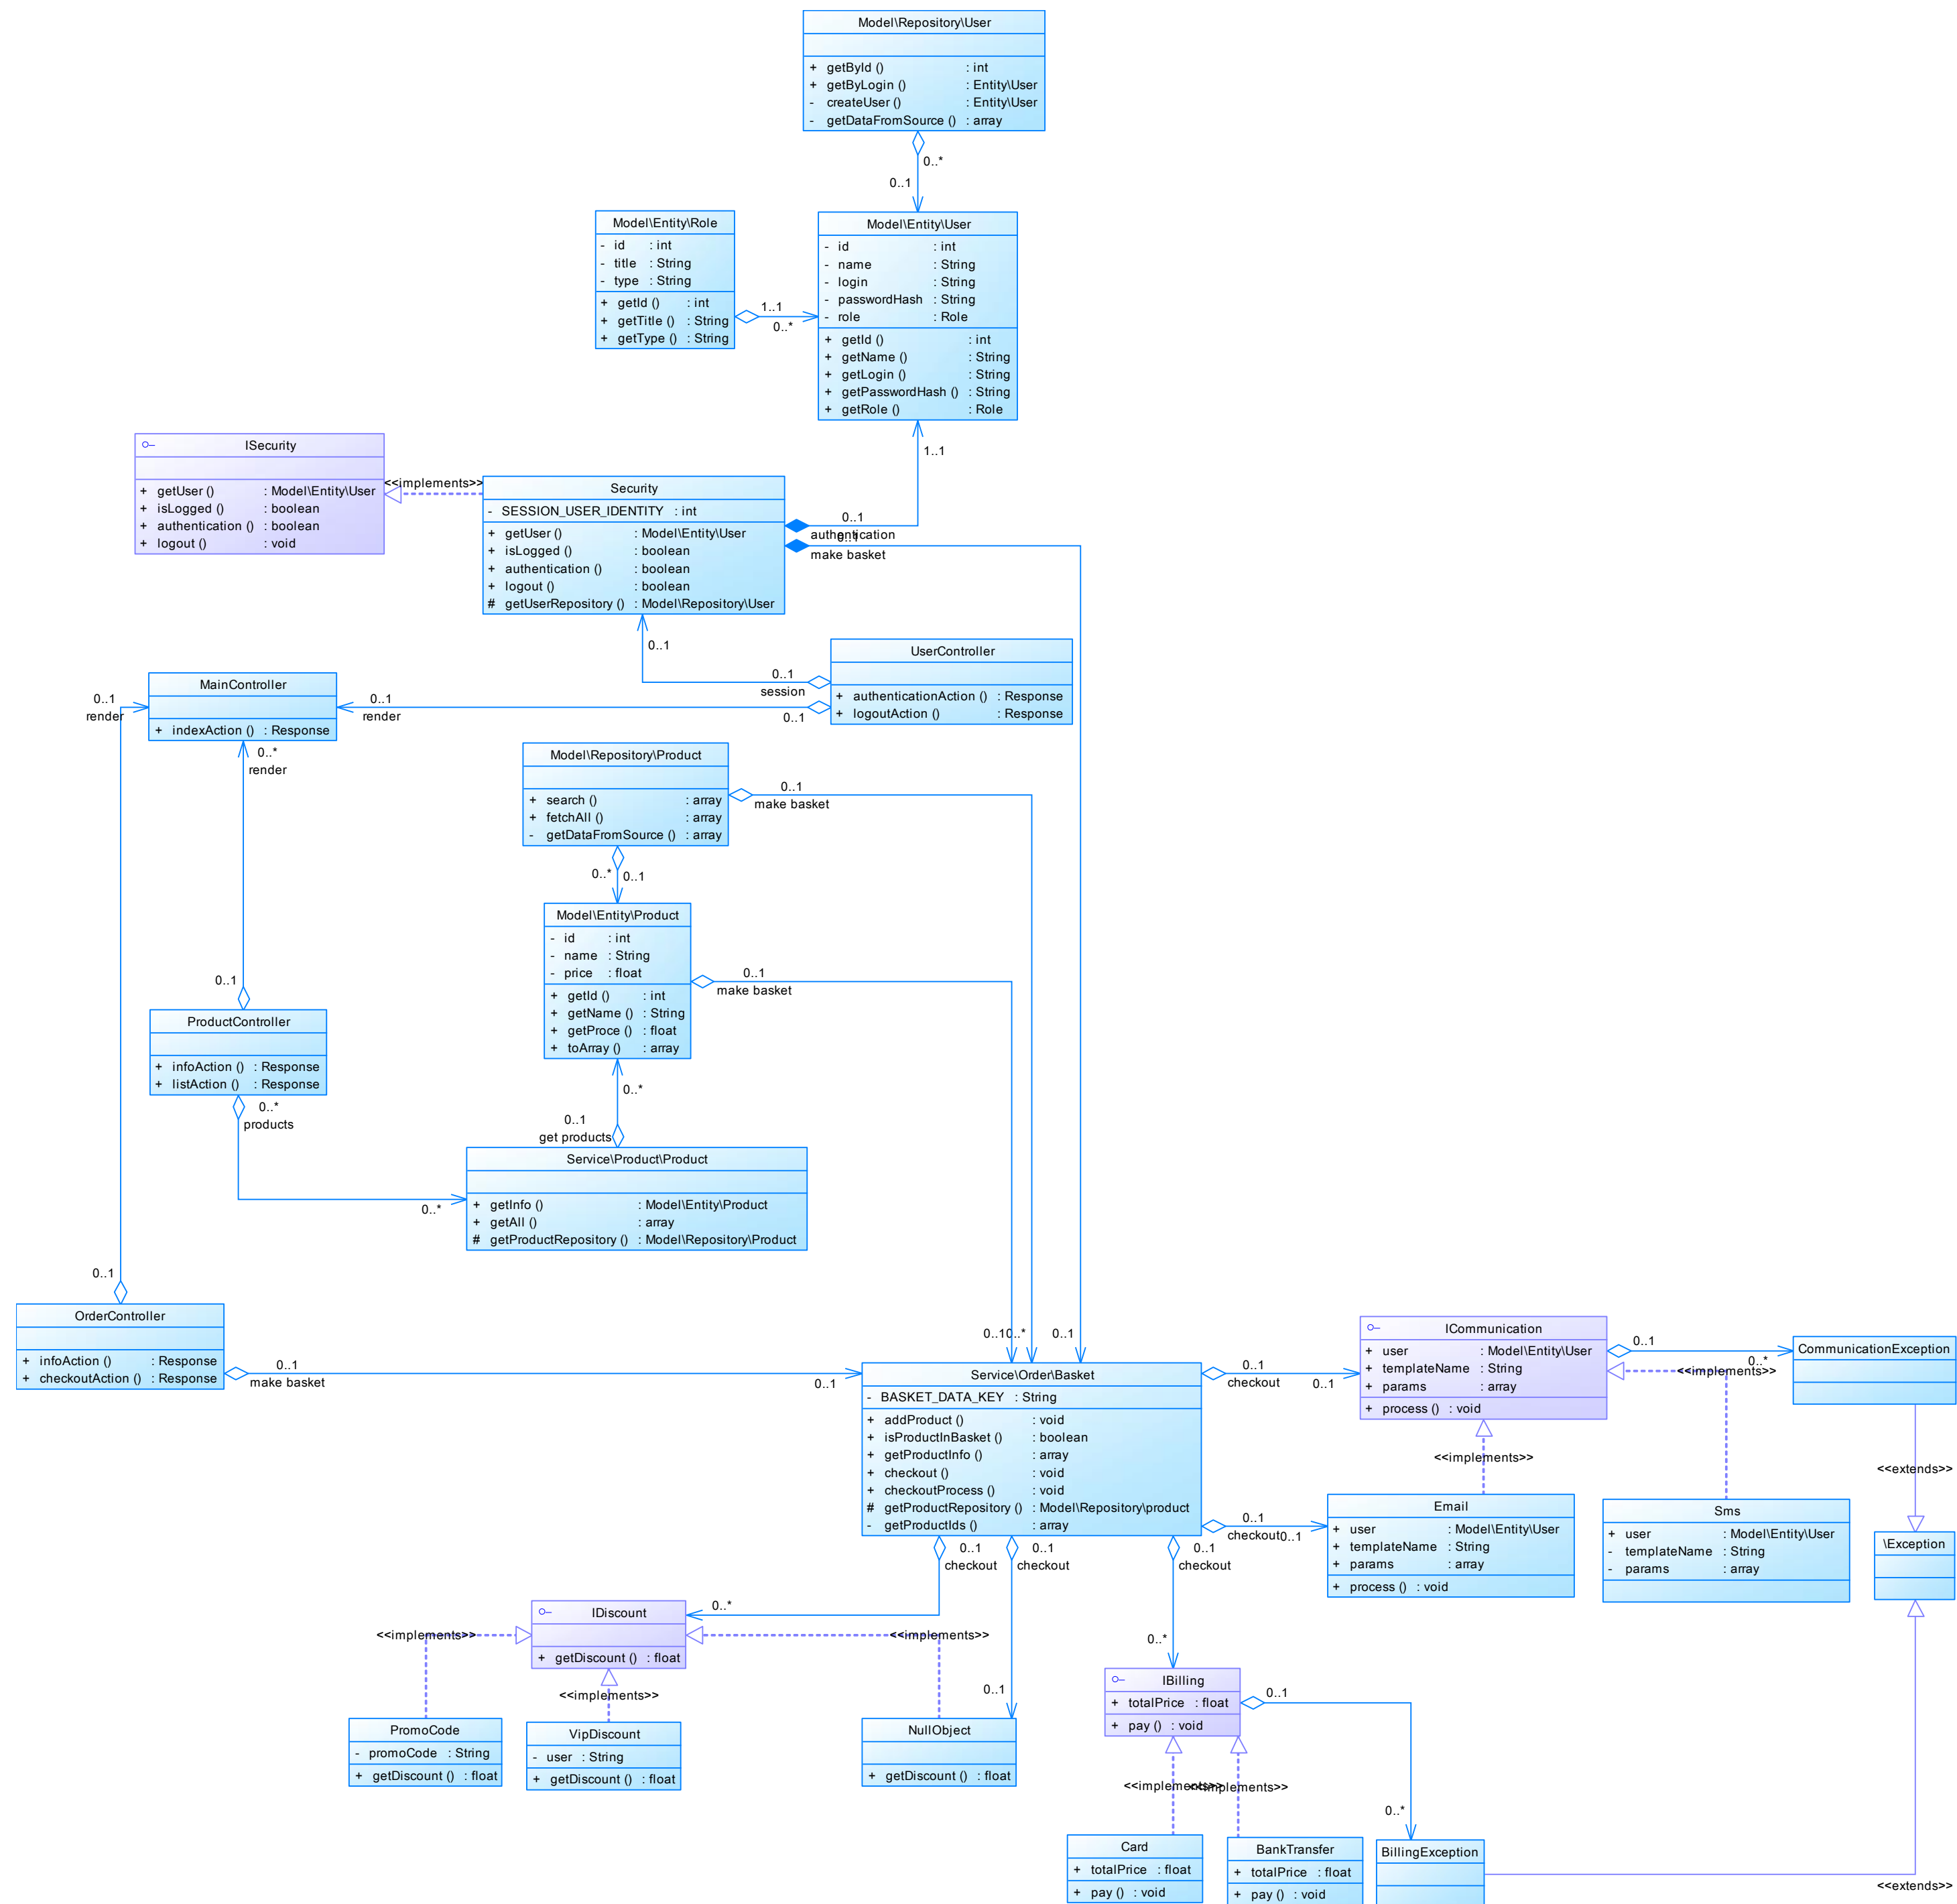 Model\Repository\User
+ getById () : int
+ getByLogin () : Entity\User
- createUser () : Entity\User
- getDataFromSource () : array
0..*
0..1
Model\Entity\Role
- id : int
- title : String
- type : String
+ getId () : int
+ getTitle () : String
+ getType () : String
1..1
0..*
Model\Entity\User
- id : int
- name : String
- login : String
- passwordHash : String
- role : Role
+ getId () : int
+ getName () : String
+ getLogin () : String
+ getPasswordHash () : String
+ getRole () : Role
1..1
ISecurity
+ getUser () : Model\Entity\User
+ isLogged () : boolean
+ authentication () : boolean
+ logout () : void
<<implements>>
Security
- SESSION_USER_IDENTITY : int
+ getUser () : Model\Entity\User
+ isLogged () : boolean
+ authentication () : boolean
+ logout () : boolean
# getUserRepository () : Model\Repository\User
0..1
authentication
0..1
make basket
0..1
UserController
+ authenticationAction () : Response
+ logoutAction () : Response
0..1
session
0..1
0..1
render
MainController
+ indexAction () : Response
0..1
render
0..*
render
Model\Repository\Product
+ search () : array
+ fetchAll () : array
- getDataFromSource () : array
0..1
make basket
0..*
0..1
Model\Entity\Product
- id : int
- name : String
- price : float
+ getId () : int
+ getName () : String
+ getProce () : float
+ toArray () : array
0..1
make basket
0..1
ProductController
+ infoAction () : Response
+ listAction () : Response
0..*
products
0..*
0..1
get products
Service\Product\Product
+ getInfo () : Model\Entity\Product
+ getAll () : array
# getProductRepository () : Model\Repository\Product
0..*
0..1
OrderController
+ infoAction () : Response
+ checkoutAction () : Response
0..1
make basket
0..1
0..1
0..*
0..1
Service\Order\Basket
- BASKET_DATA_KEY : String
+ addProduct () : void
+ isProductInBasket () : boolean
+ getProductInfo () : array
+ checkout () : void
+ checkoutProcess () : void
# getProductRepository () : Model\Repository\product
- getProductIds () : array
0..1
checkout
0..1
ICommunication
+ user : Model\Entity\User
+ templateName : String
+ params : array
+ process () : void
0..1
0..*
<<implements>>
CommunicationException
<<implements>>
<<extends>>
0..1
checkout
0..1
Email
+ user : Model\Entity\User
+ templateName : String
+ params : array
+ process () : void
Sms
+ user : Model\Entity\User
- templateName : String
- params : array
\Exception
0..1
checkout
0..1
checkout
0..1
checkout
0..*
IDiscount
+ getDiscount () : float
<<implements>>
<<implements>>
<<implements>>
0..*
0..1
IBilling
+ totalPrice : float
+ pay () : void
0..1
PromoCode
- promoCode : String
+ getDiscount () : float
VipDiscount
- user : String
+ getDiscount () : float
NullObject
+ getDiscount () : float
<<implements>>
<<implements>>
0..*
Card
+ totalPrice : float
+ pay () : void
BankTransfer
+ totalPrice : float
+ pay () : void
BillingException
<<extends>>